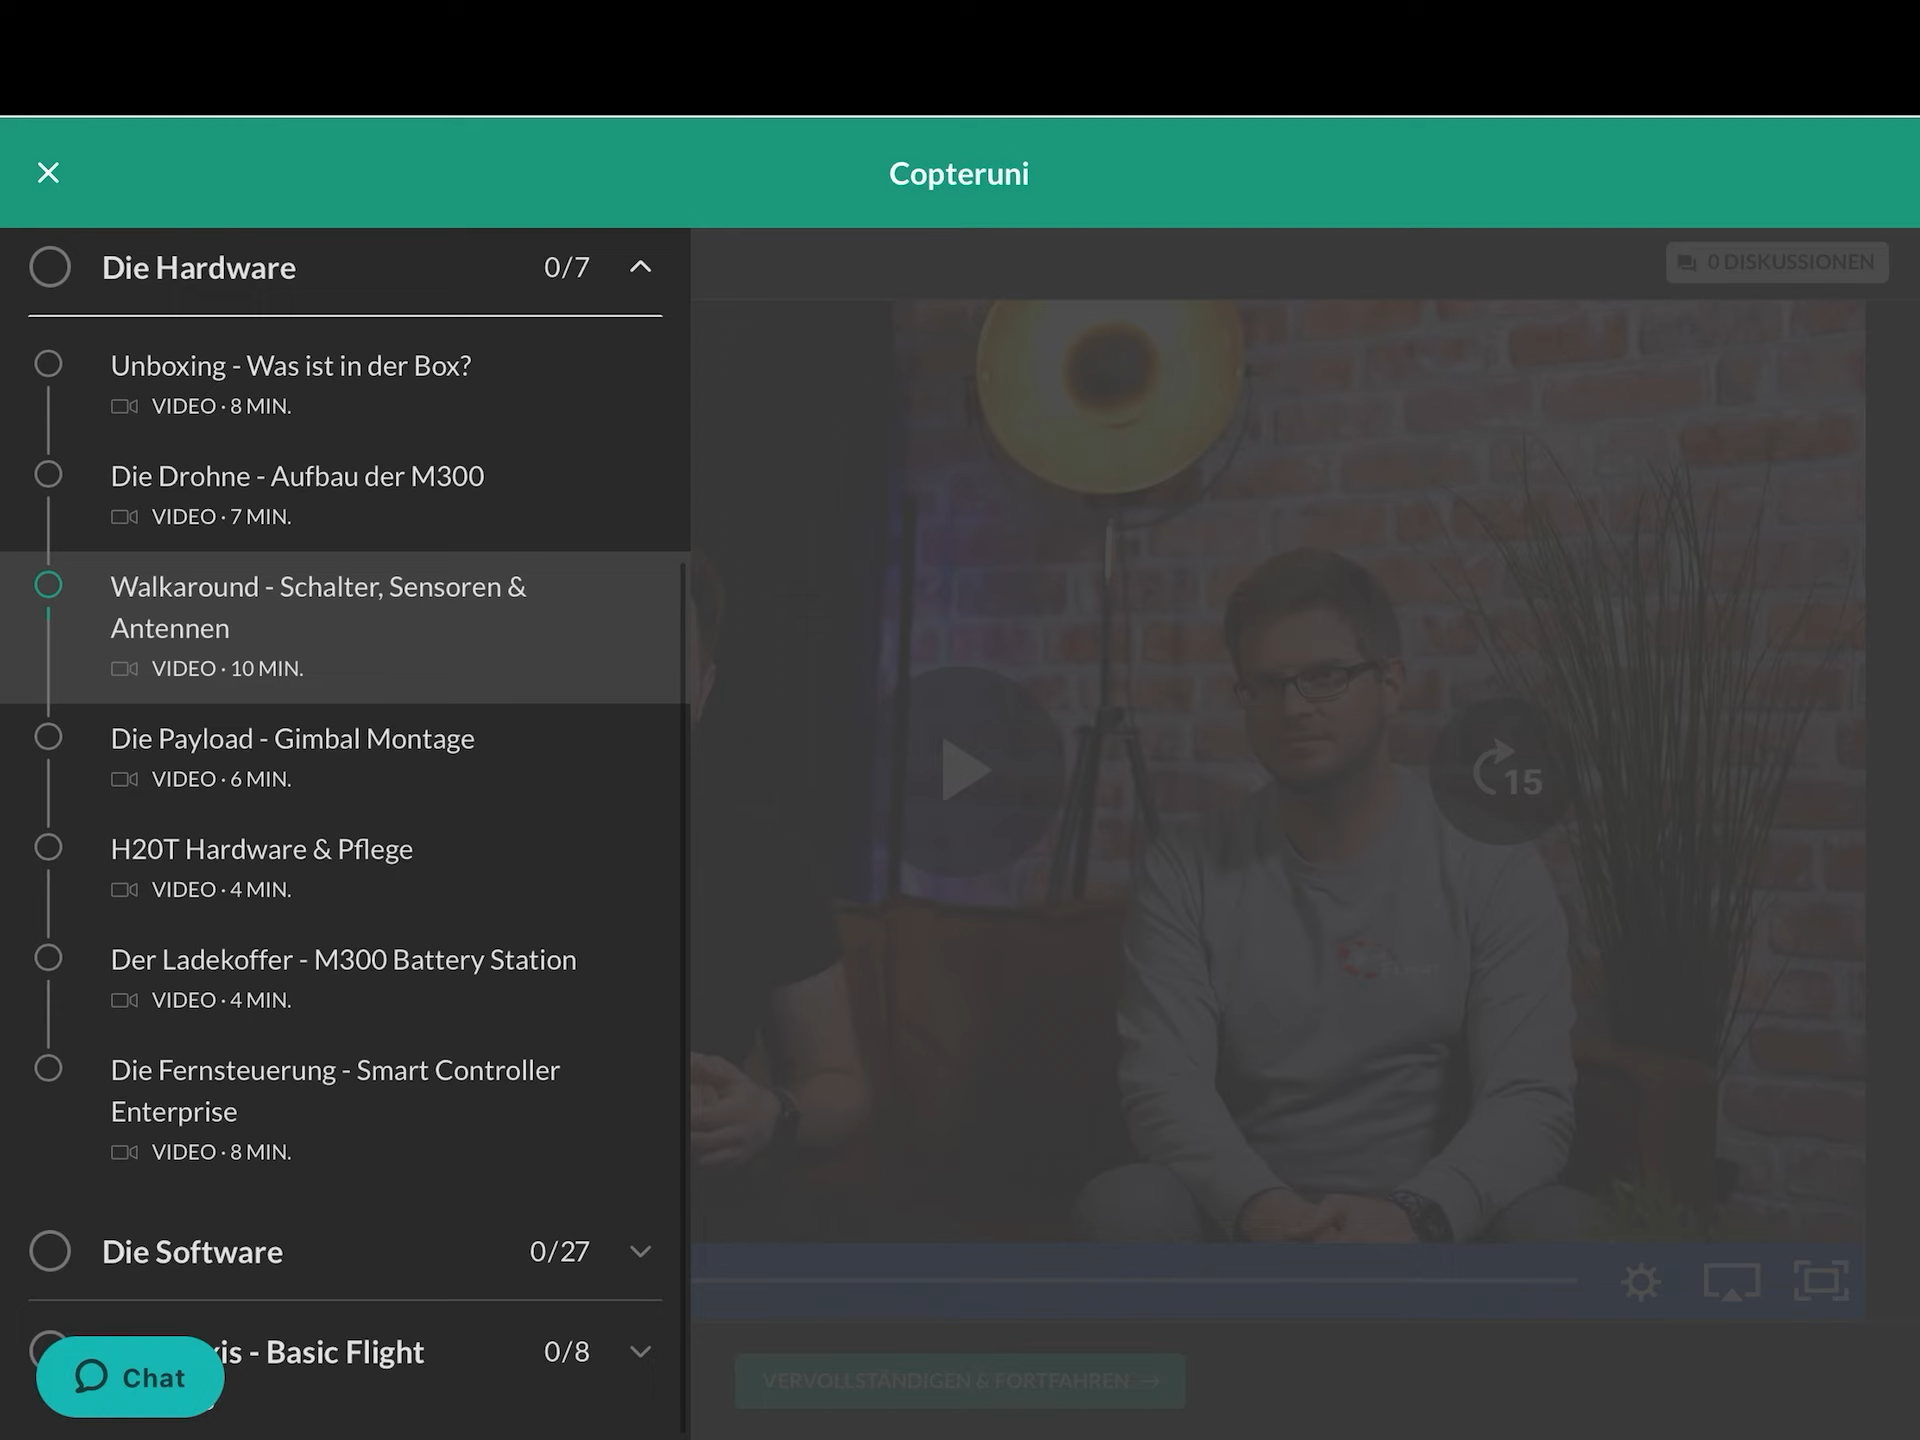 Copteruni
Die Hardware 0/7
0 DISKUSSIONEN
Unboxing - Was ist in der Box?
VIDEO · 8 MIN.
Die Drohne - Aufbau der M300
VIDEO · 7 MIN.
Walkaround - Schalter, Sensoren &
Antennen
VIDEO · 10 MIN.
Die Payload - Gimbal Montage
VIDEO · 6 MIN.
15
H20T Hardware & Pflege
VIDEO · 4 MIN.
Der Ladekoffer - M300 Battery Station
VIDEO · 4 MIN.
Die Fernsteuerung - Smart Controller
Enterprise
VIDEO · 8 MIN.
Die Software 0/27
- Basic Flight 0/8
Chat
VERVOLLSTÄNDIGEN & FORTFAHREN →